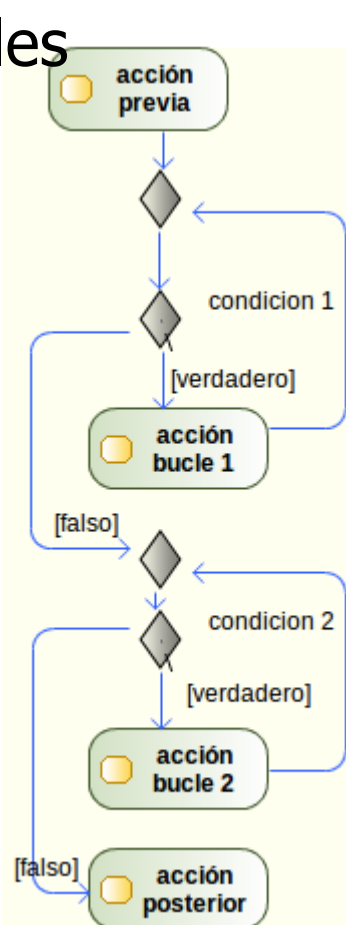 les
acción
previa
condicion 1
[verdadero]
acción
bucle 1
[falso]
condicion 2
[verdadero]
acción
bucle 2
[falso]
acción
posterior